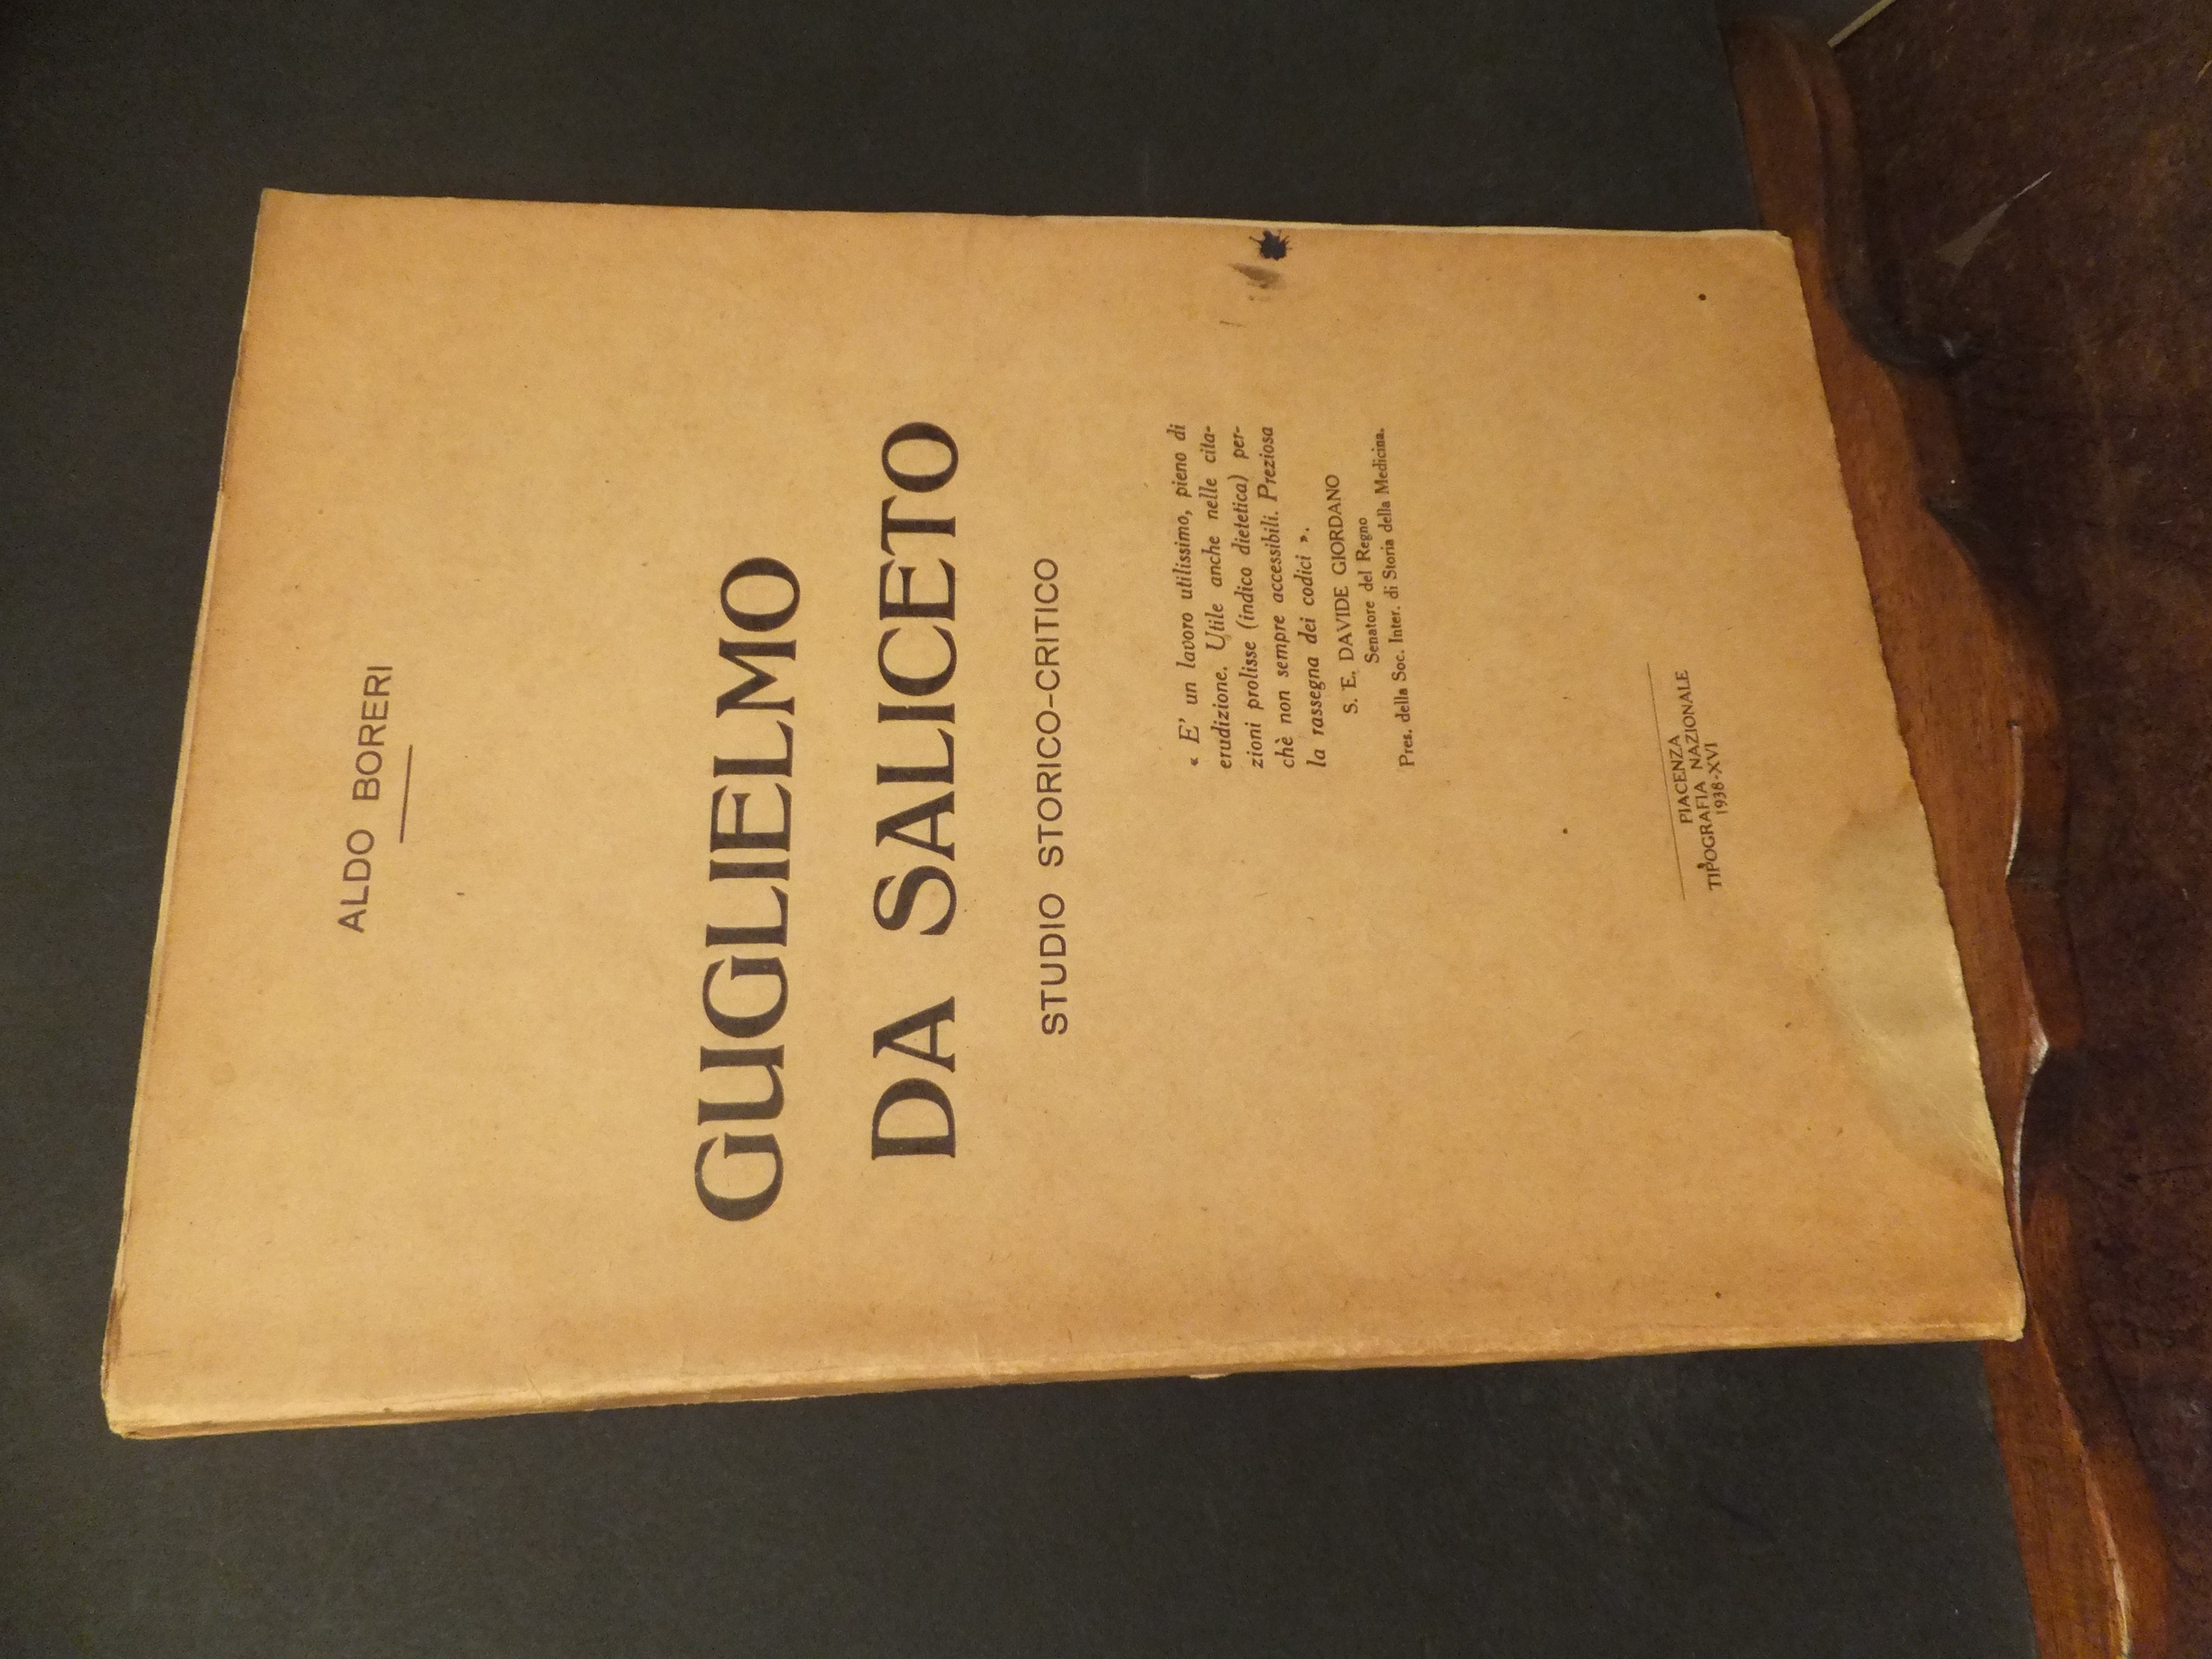 ALDO BORERI
GUGLIELMO
DA SALICETO
STUDIO STORICO-CRITICO
« E' un lavoro utilissimo, pieno di
erudizione. Utile anche nelle cita-
zioni prolisse (indico dietetica) per-
chè non sempre accessibili. Preziosa
la rassegna dei codici ».
S. E. DAVIDE GIORDANO
Senatore del Regno
Pres. della Soc. Inter. di Storia della Medicina.
PIACENZA
TIPOGRAFIA NAZIONALE
1938-XVI